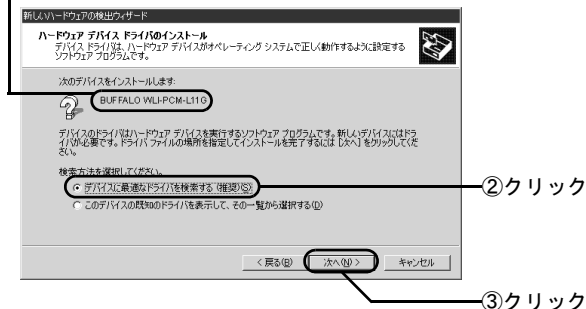 新しいハードウェアの検出ウィザード
ハードウェア デバイス ドライバのインストール
デバイス ドライバは、ハードウェア デバイスがオペレーティング システムで正しく動作するように設定する
ソフトウェア プログラムです。
次のデバイスをインストールします:
BUFFALO WLI-PCM-L11G
デバイスのドライバはハードウェア デバイスを実行するソフトウェア プログラムです。新しいデバイスにはドラ
イバが必要です。ドライバ ファイルの場所を指定してインストールを完了するには [次へ] をクリックしてくだ
さい。
検索方法を選択してください。
デバイスに最適なドライバを検索する (推奨)(S)
②クリック
このデバイスの既知のドライバを表示して、その一覧から選択する(D)
< 戻る(B)
次へ(N) >
キャンセル
③クリック